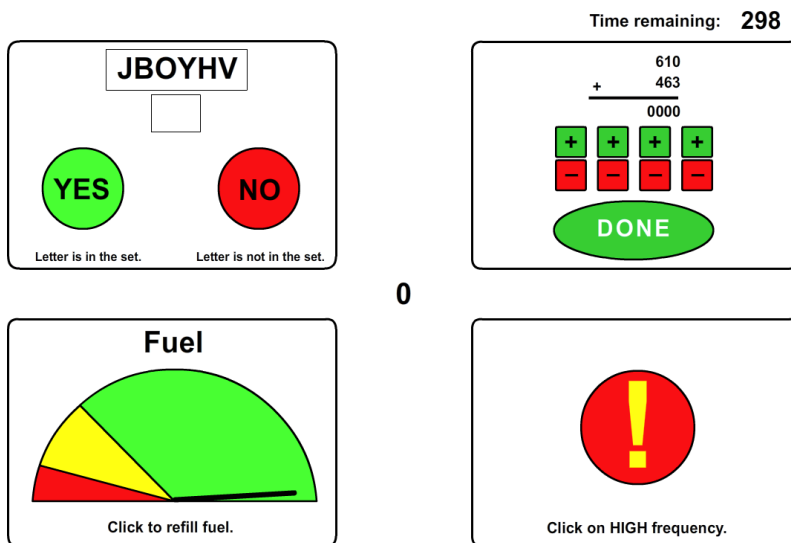 Time remaining: 298
JBOYHV
YES
NO
Letter is in the set.
Letter is not in the set.
610
+ 463
0000
+ + + +
– – – –
DONE
0
Fuel
Click to refill fuel.
!
Click on HIGH frequency.